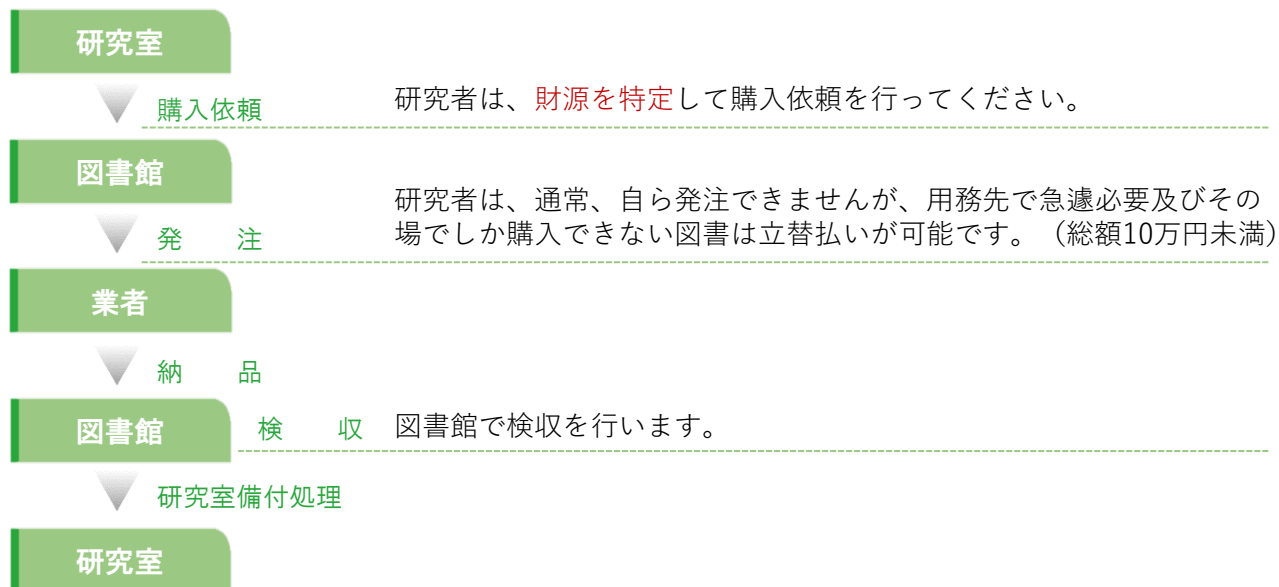 研究室
購入依頼
研究者は、財源を特定して購入依頼を行ってください。
図書館
発　　注
研究者は、通常、自ら発注できませんが、用務先で急遽必要及びその
場でしか購入できない図書は立替払いが可能です。（総額10万円未満）
業者
納　　品
図書館
検　　収
図書館で検収を行います。
研究室備付処理
研究室